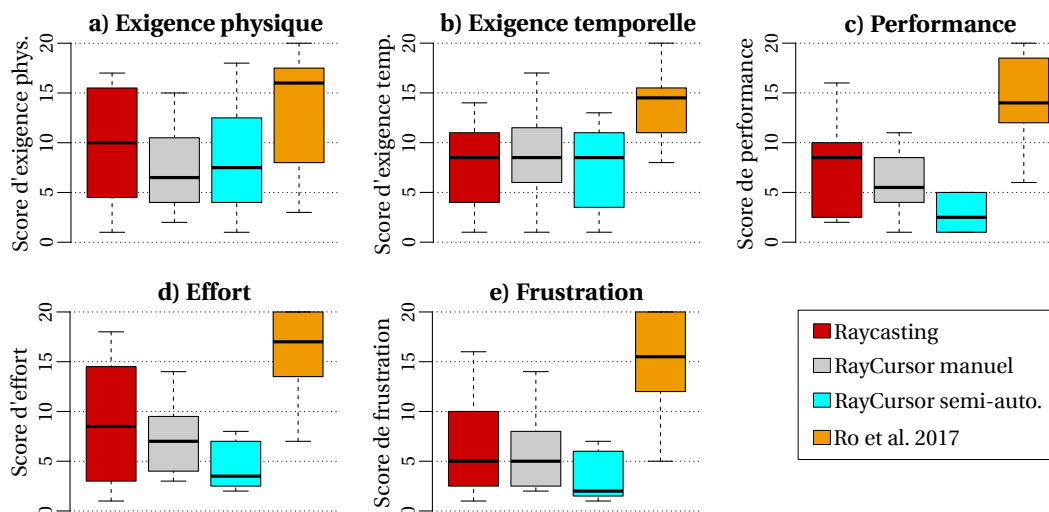 a) Exigence physique
Score d'exigence phys.
0
5
10
15
20
b) Exigence temporelle
Score d'exigence temp.
0
5
10
15
20
c) Performance
Score de performance
0
5
10
15
20
d) Effort
Score d'effort
0
5
10
15
20
e) Frustration
Score de frustration
0
5
10
15
20
Raycasting
RayCursor manuel
RayCursor semi-auto.
Ro et al. 2017